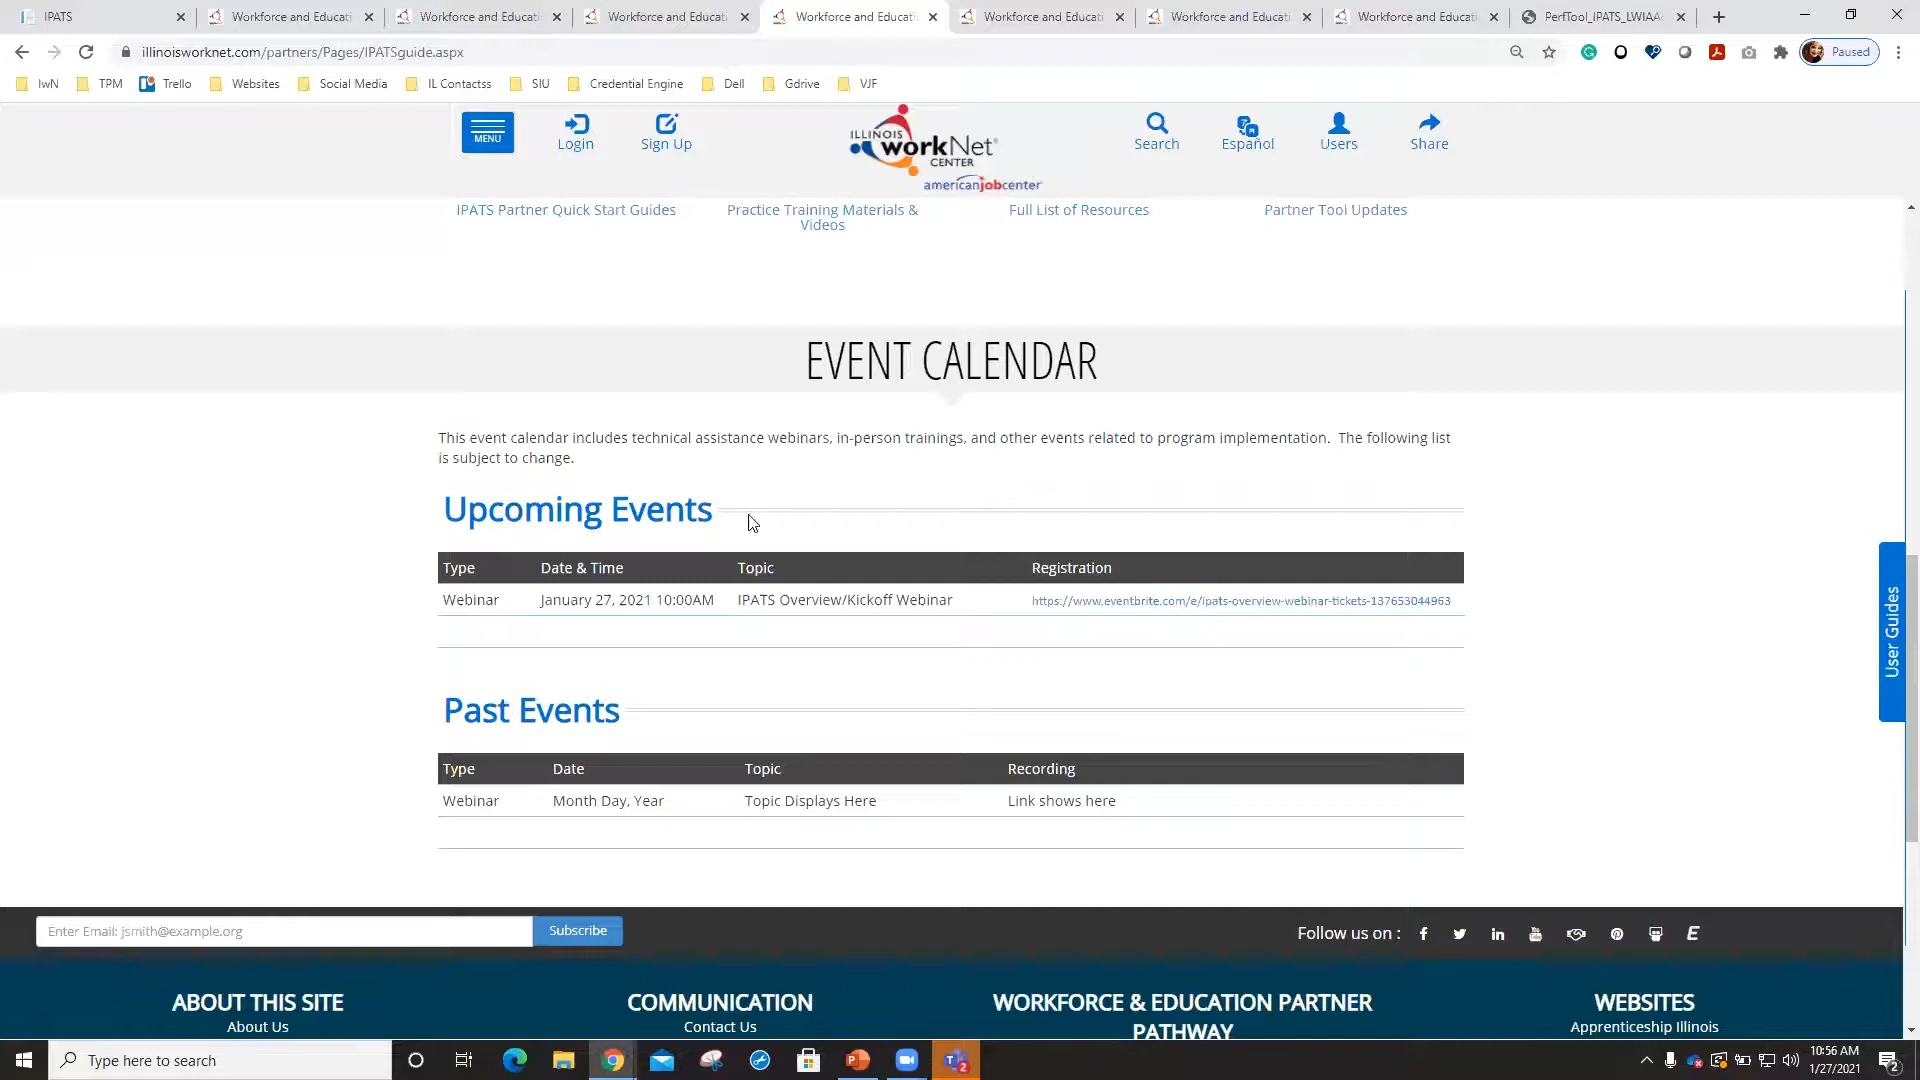 IPATS
Workforce and Educati
Workforce and Educati
Workforce and Educati
Workforce and Educati
Workforce and Educati
Workforce and Educati
Workforce and Educati
PerfTool_IPATS_LWIAA
illinoisworknet.com/partners/Pages/IPATSguide.aspx
Paused
IwN
TPM
Trello
Websites
Social Media
IL Contactss
SIU
Credential Engine
Dell
Gdrive
VJF
MENU
Login
Sign Up
ILLINOIS
workNet
CENTER
americanjobcenter
Search
Español
Users
Share
IPATS Partner Quick Start Guides
Practice Training Materials &
Videos
Full List of Resources
Partner Tool Updates
EVENT CALENDAR
This event calendar includes technical assistance webinars, in-person trainings, and other events related to program implementation. The following list
is subject to change.
Upcoming Events
Type Date & Time Topic Registration
Webinar January 27, 2021 10:00AM IPATS Overview/Kickoff Webinar https://www.eventbrite.com/e/ipats-overview-webinar-tickets-137653044963
User Guides
Past Events
Type Date Topic Recording
Webinar Month Day, Year Topic Displays Here Link shows here
Enter Email: jsmith@example.org
Subscribe
Follow us on :
ABOUT THIS SITE
About Us
COMMUNICATION
Contact Us
WORKFORCE & EDUCATION PARTNER
PATHWAY
WEBSITES
Apprenticeship Illinois
Type here to search
10:56 AM
1/27/2021